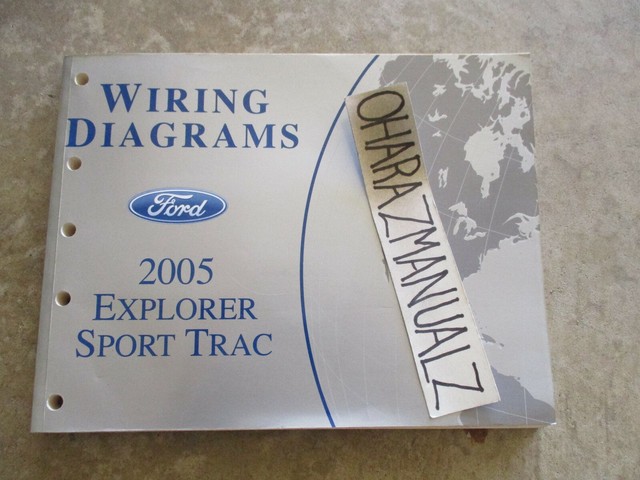 WIRING
DIAGRAMS
Ford
2005
EXPLORER
SPORT TRAC
OHARAZMANUALZ